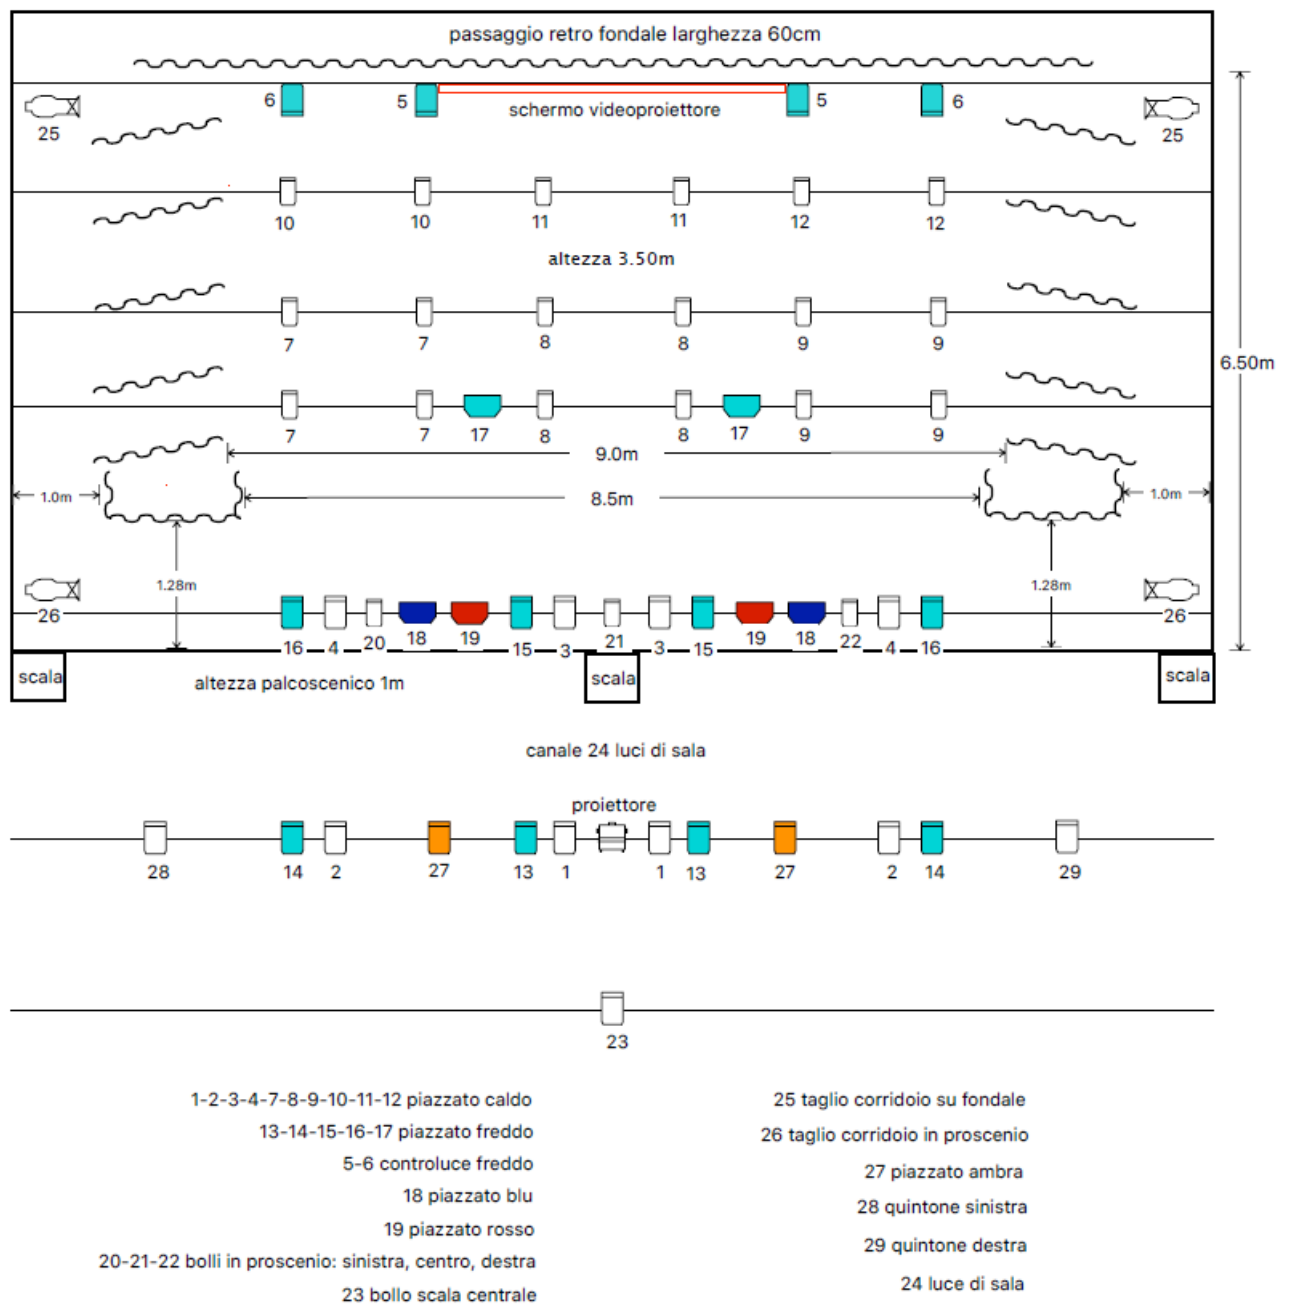 passaggio retro fondale larghezza 60cm
6 5 5 6
schermo videoproiettore
25 25
10 10 11 11 12 12
altezza 3.50m
7 7 8 8 9 9
6.50m
7 7 17 8 8 17 9 9
9.0m
1.0m 8.5m 1.0m
1.28m 1.28m
26 26
16 4 20 18 19 15 3 21 3 15 19 18 22 4 16
scala scala scala
altezza palcoscenico 1m
canale 24 luci di sala
proiettore
28 14 2 27 13 1 1 13 27 2 14 29
23
1-2-3-4-7-8-9-10-11-12 piazzato caldo
13-14-15-16-17 piazzato freddo
5-6 controluce freddo
18 piazzato blu
19 piazzato rosso
20-21-22 bolli in proscenio: sinistra, centro, destra
23 bollo scala centrale
25 taglio corridoio su fondale
26 taglio corridoio in proscenio
27 piazzato ambra
28 quintone sinistra
29 quintone destra
24 luce di sala